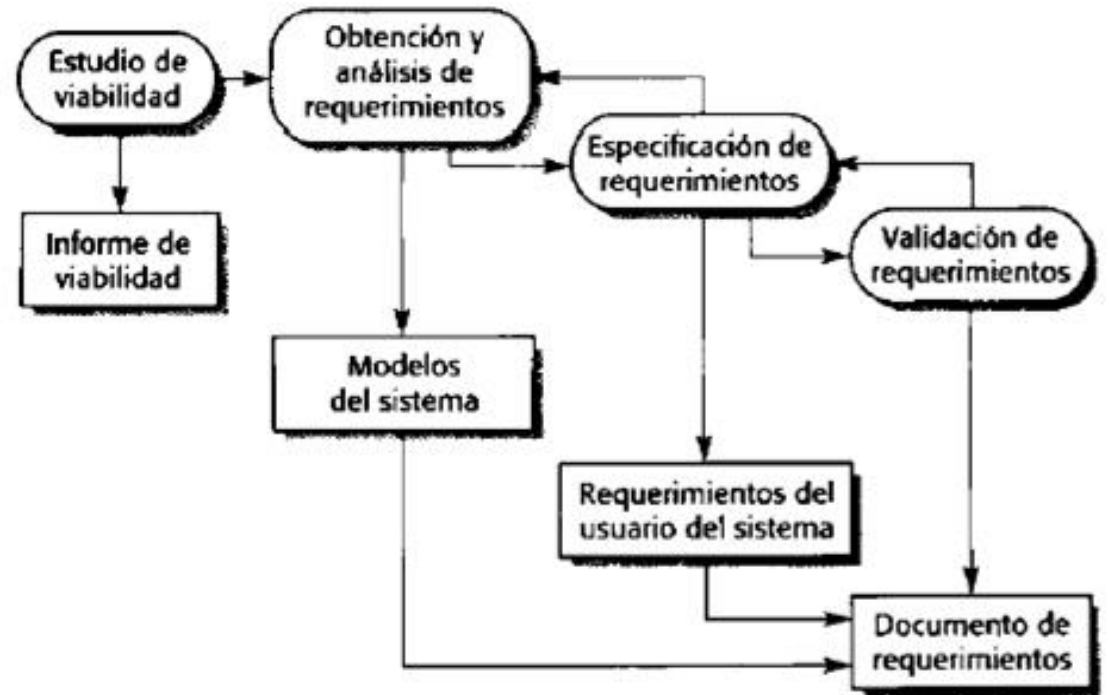 Estudio de
viabilidad
Obtención y
análisis de
requerimientos
Especificación de
requerimientos
Validación de
requerimientos
Informe de
viabilidad
Modelos
del sistema
Requerimientos del
usuario del sistema
Documento de
requerimientos